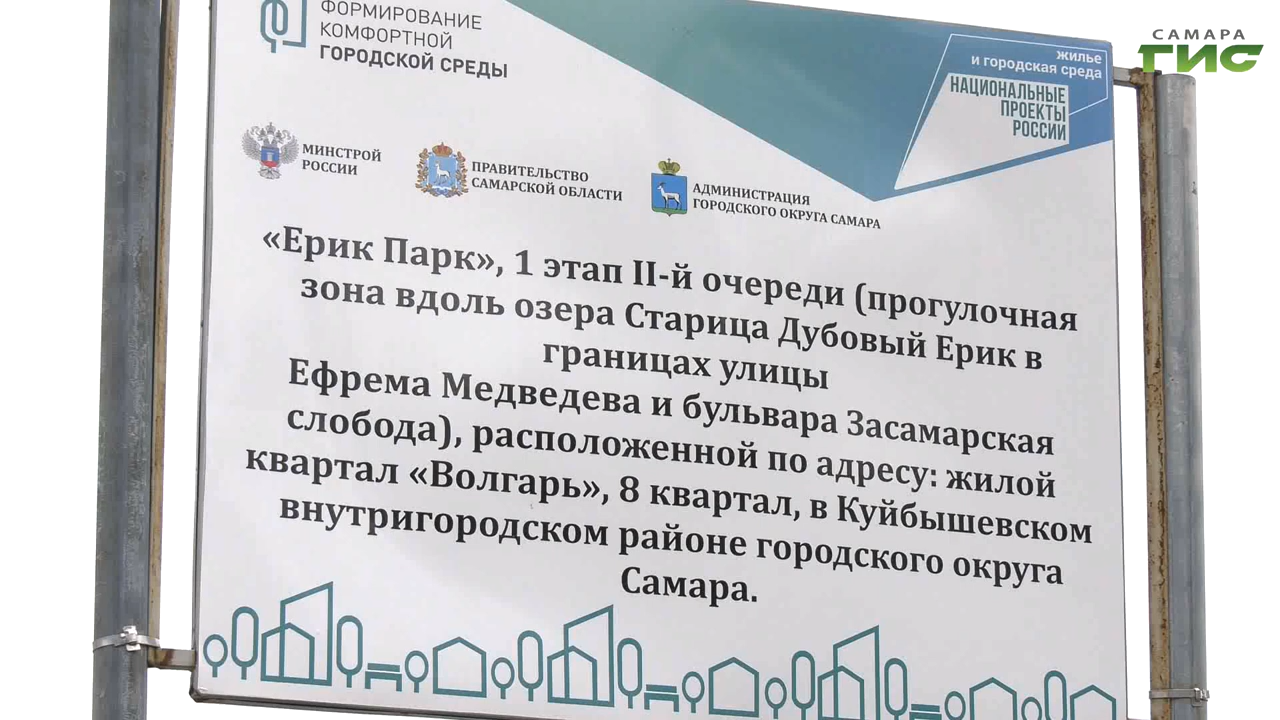 ФОРМИРОВАНИЕ
КОМФОРТНОЙ
ГОРОДСКОЙ СРЕДЫ
САМАРА
ГИС
жилье
и городская среда
НАЦИОНАЛЬНЫЕ
ПРОЕКТЫ
РОССИИ
МИНСТРОЙ
РОССИИ
ПРАВИТЕЛЬСТВО
САМАРСКОЙ ОБЛАСТИ
АДМИНИСТРАЦИЯ
ГОРОДСКОГО ОКРУГА САМАРА
«Ерик Парк», 1 этап II-й очереди (прогулочная
зона вдоль озера Старица Дубовый Ерик в
границах улицы
Ефрема Медведева и бульвара Засамарская
слобода), расположенной по адресу: жилой
квартал «Волгарь», 8 квартал, в Куйбышевском
внутригородском районе городского округа
Самара.